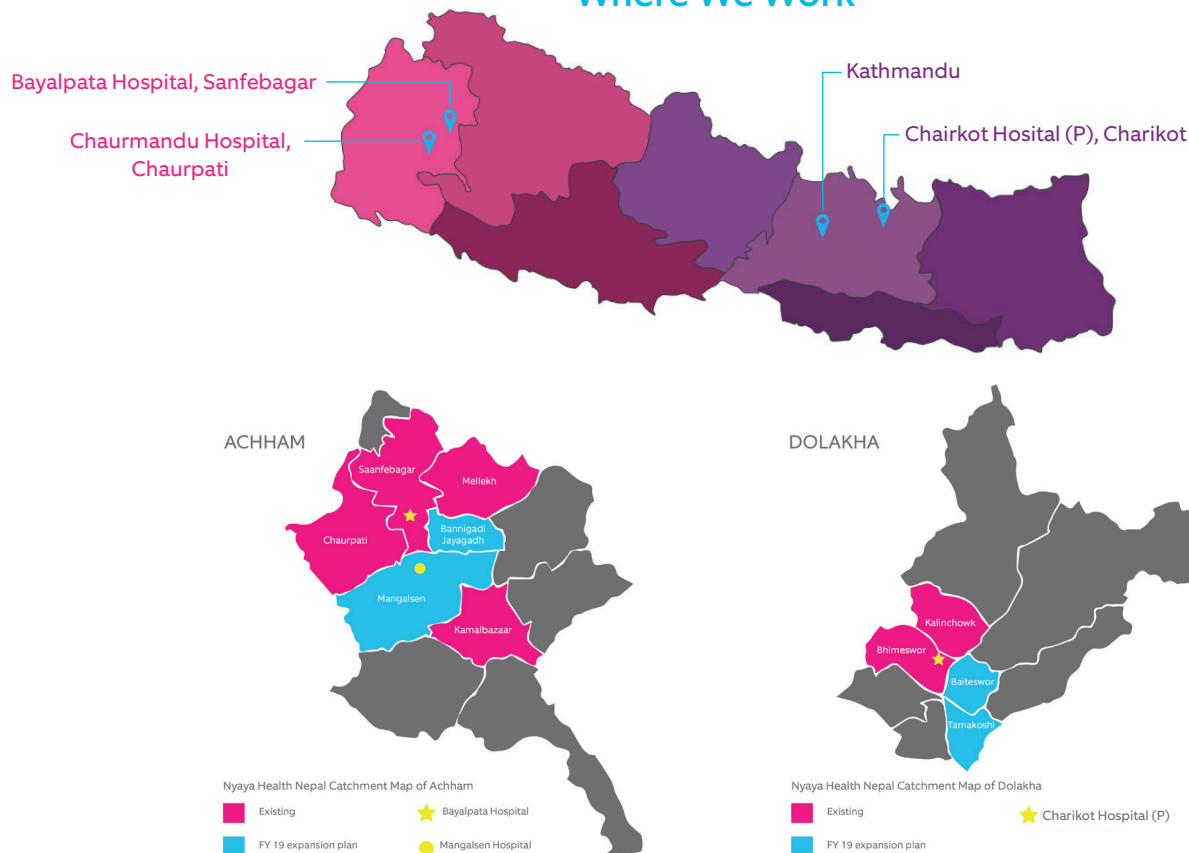 Where We Work
Bayalpata Hospital, Sanfebagar
Chaurmandu Hospital,
Chaurpati
Kathmandu
Chairkot Hosital (P), Charikot
ACHHAM
Saanfebagar
Mellekh
Chaurpati
Bannigadi
Jayagadh
Mangalsen
Kamalbazaar
Nyaya Health Nepal Catchment Map of Achham
Existing
Bayalpata Hospital
FY 19 expansion plan
Mangalsen Hospital
DOLAKHA
Kalinchowk
Bhimeswor
Baiteswor
Tamakoshi
Nyaya Health Nepal Catchment Map of Dolakha
Existing
Charikot Hospital (P)
FY 19 expansion plan